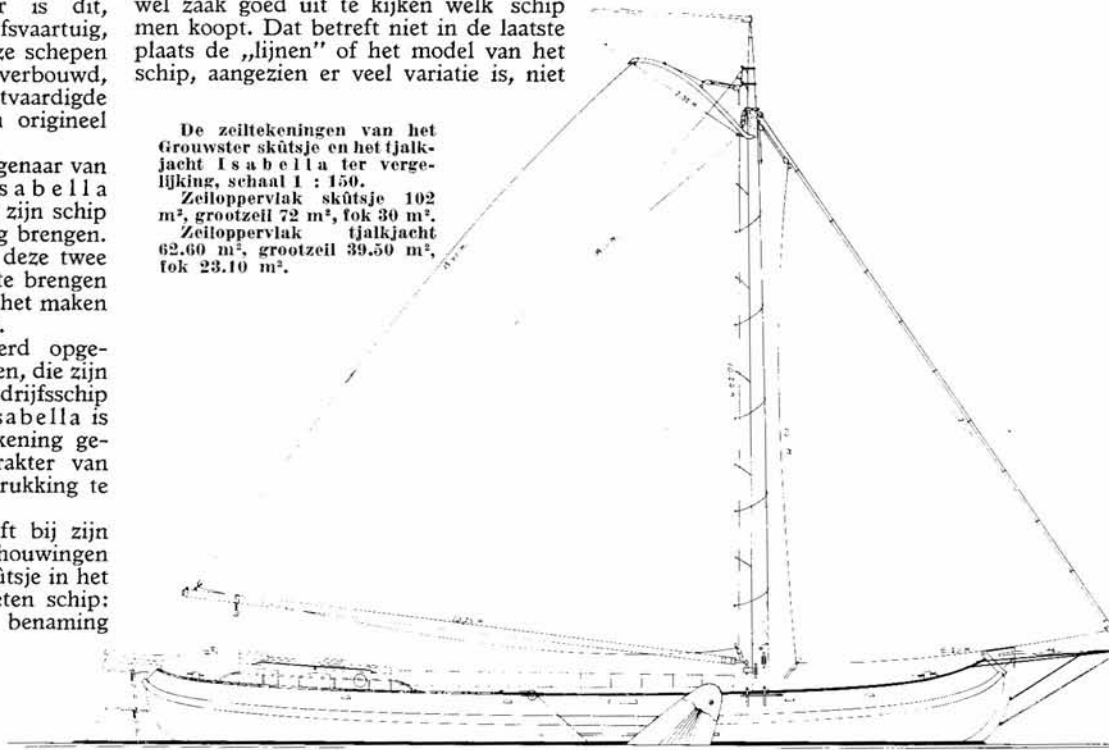 r is dit,
fsvaartuig,
ze schepen
verbouwd,
tvaardigde
origineel
genaar van
sabella
zijn schip
g brengen.
deze twee
te brengen
het maken
erd opge-
en, die zijn
drijfsschip
sabella is
kening ge-
rakter van
rukking te
ft bij zijn
houwingen
ûtsje in het
eten schip:
benaming
wel zaak goed uit te kijken welk schip
men koopt. Dat betreft niet in de laatste
plaats de „lijnen” of het model van het
schip, aangezien er veel variatie is, niet
De zeiltekeningen van het
Grouwster skûtsje en het tjalk-
jacht Isabella ter verge-
lijking, schaal 1 : 150.
Zeiloppervlak skûtsje 102
m², grootzeil 72 m², fok 30 m².
Zeiloppervlak tjalkjacht
62.60 m², grootzeil 39.50 m²,
fok 23.10 m².